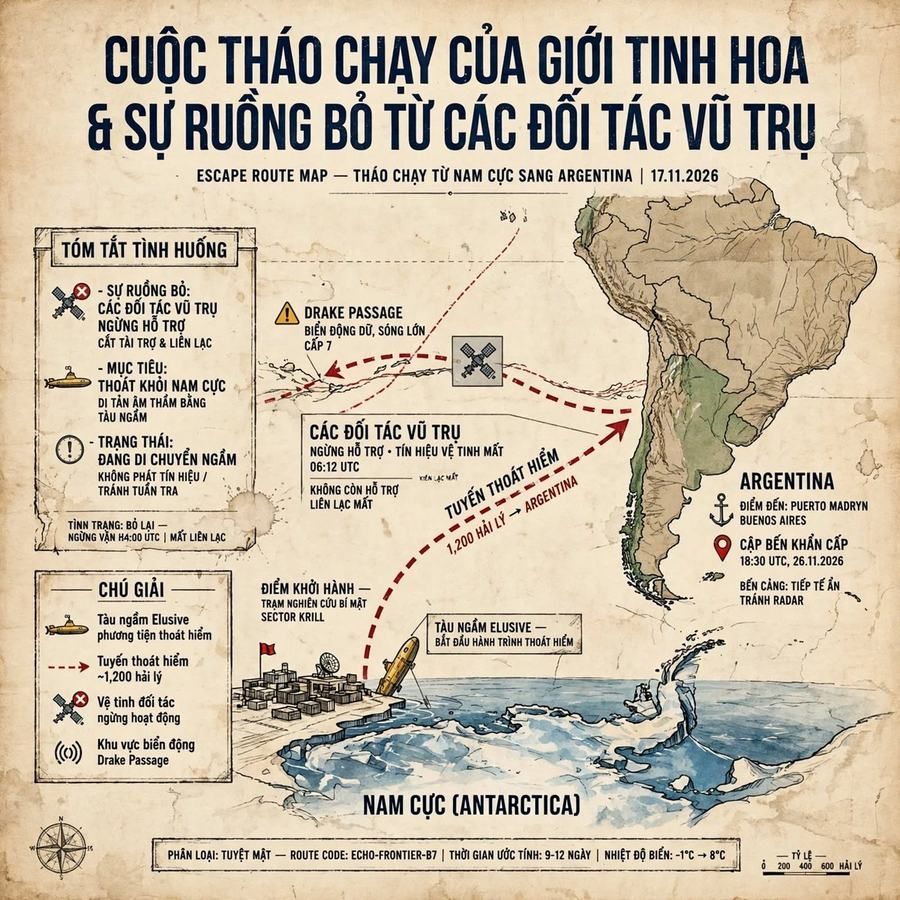 CUỘC THÁO CHẠY CỦA GIỚI TINH HOA
& SỰ RUỒNG BỎ TỪ CÁC ĐỐI TÁC VŨ TRỤ
ESCAPE ROUTE MAP — THÁO CHẠY TỪ NAM CỰC SANG ARGENTINA | 17.11.2026
TÓM TẮT TÌNH HUỐNG
- SỰ RUỒNG BỎ:
CÁC ĐỐI TÁC VŨ TRỤ
NGỪNG HỖ TRỢ
CẮT TÀI TRỢ & LIÊN LẠC
- MỤC TIÊU:
THOÁT KHỎI NAM CỰC
DI TẢN ÂM THẦM BẰNG
TÀU NGẦM
- TRẠNG THÁI:
ĐANG DI CHUYỂN NGẦM
KHÔNG PHÁT TÍN HIỆU /
TRÁNH TUẦN TRA
TÌNH TRẠNG: BỎ LẠI —
NGỪNG VẬN H4:00 UTC | MẤT LIÊN LẠC
DRAKE PASSAGE
BIỂN ĐỘNG DỮ, SÓNG LỚN
CẤP 7
CÁC ĐỐI TÁC VŨ TRỤ
NGỪNG HỖ TRỢ • TÍN HIỆU VỆ TINH MẤT
06:12 UTC
KHÔNG CÒN HỖ TRỢ
LIÊN LẠC MẤT
TUYẾN THOÁT HIỂM
1,200 HẢI LÝ → ARGENTINA
ARGENTINA
ĐIỂM ĐẾN: PUERTO MADRYN
BUENOS AIRES
CẬP BẾN KHẨN CẤP
18:30 UTC, 26.11.2026
BẾN CẢNG: TIẾP TẾ ẨN
TRÁNH RADAR
CHÚ GIẢI
Tàu ngầm Elusive
phương tiện thoát hiểm
Tuyến thoát hiểm
~1,200 hải lý
Vệ tinh đối tác
ngừng hoạt động
Khu vực biển động
Drake Passage
ĐIỂM KHỞI HÀNH —
TRẠM NGHIÊN CỨU BÍ MẬT
SECTOR KRILL
TÀU NGẦM ELUSIVE —
BẮT ĐẦU HÀNH TRÌNH THOÁT HIỂM
NAM CỰC (ANTARCTICA)
PHÂN LOẠI: TUYỆT MẬT — ROUTE CODE: ECHO-FRONTIER-B7 | THỜI GIAN ƯỚC TÍNH: 9-12 NGÀY | NHIỆT ĐỘ BIỂN: -1°C → 8°C
— TỶ LỆ —
0 200 400 600 HẢI LÝ